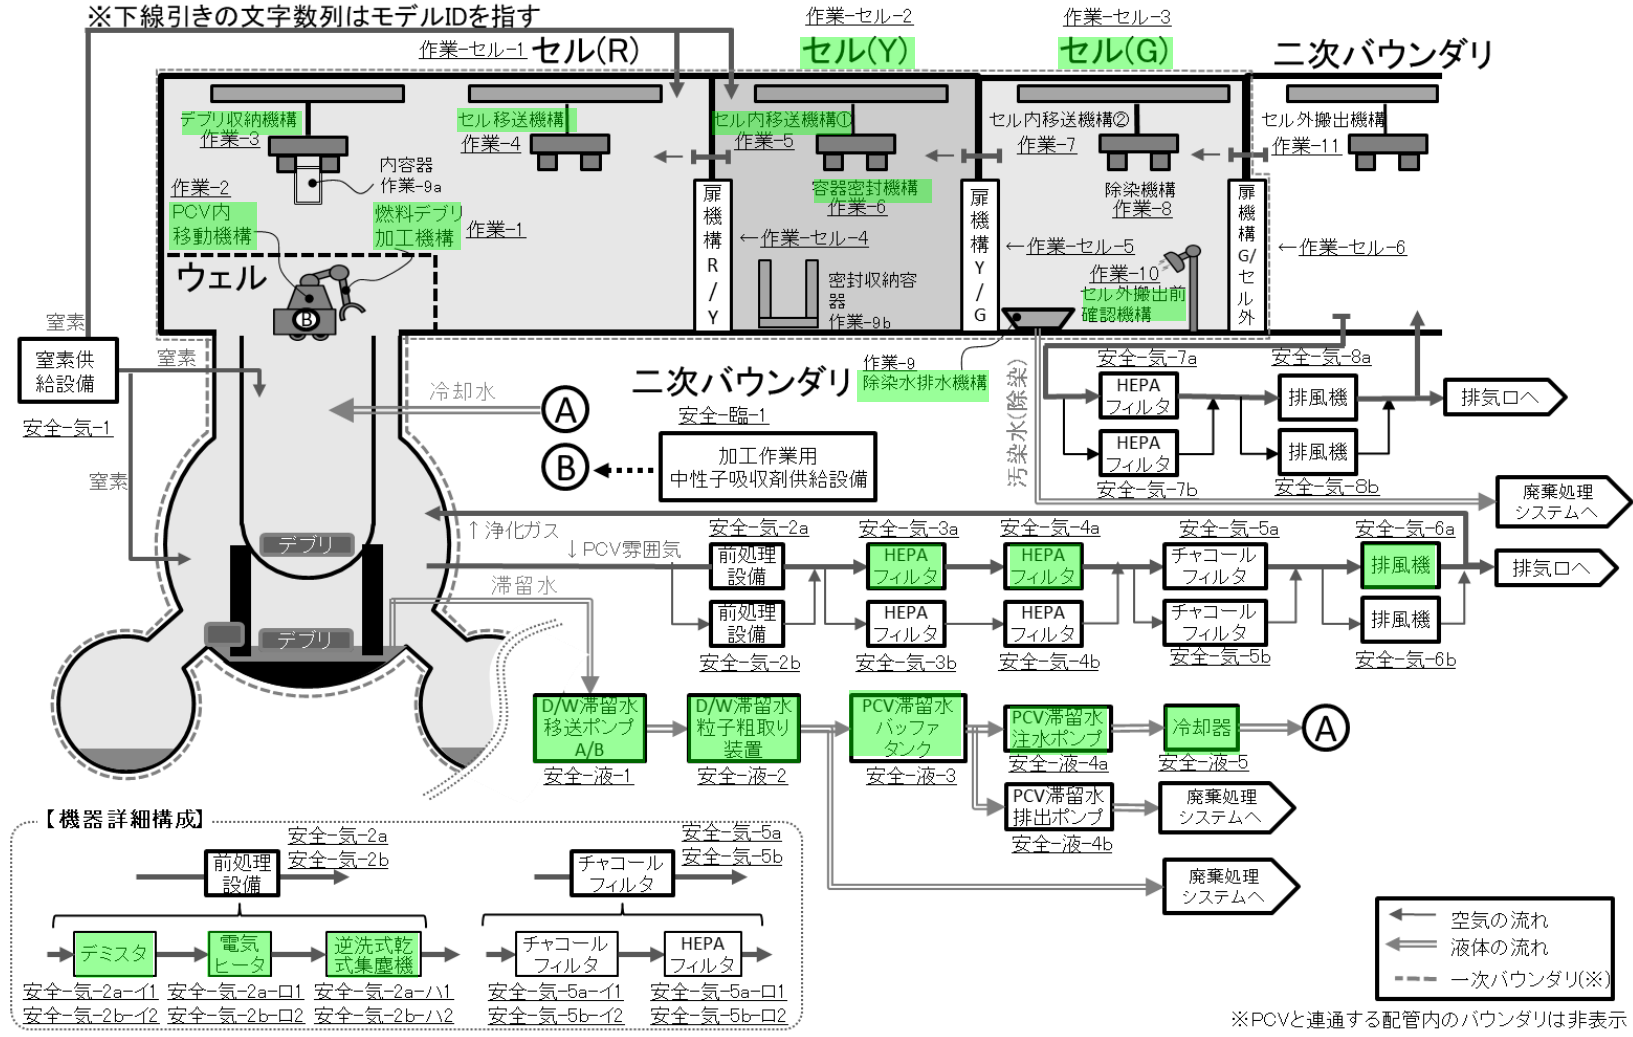 ※下線引きの文字数列はモデルIDを指す
作業-セル-1 セル(R)
作業-セル-2
セル(Y)
作業-セル-3
セル(G)
二次バウンダリ
デブリ収納機構
作業-3
セル移送機構
作業-4
セル内移送機構①
作業-5
セル内移送機構②
作業-7
セル外搬出機構
作業-11
内容器
作業-9a
作業-2
PCV内
移動機構
燃料デブリ
加工機構
作業-1
容器密封機構
作業-6
除染機構
作業-8
扉機構R/Y
←作業-セル-4
扉機構Y/G
←作業-セル-5
扉機構G/セル外
←作業-セル-6
作業-10
セル外搬出前
確認機構
密封収納容
器
作業-9b
ウェル
B
窒素
窒素供
給設備
安全-気-1
窒素
窒素
冷却水
A
二次バウンダリ
作業-9
除染水排水機構
安全-臨-1
B
加工作業用
中性子吸収剤供給設備
汚染水(除染)
安全-気-7a
HEPA
フィルタ
HEPA
フィルタ
安全-気-7b
安全-気-8a
排風機
排風機
安全-気-8b
排気口へ
廃棄処理
システムへ
↑浄化ガス
↓PCV雰囲気
滞留水
安全-気-2a
前処理
設備
前処理
設備
安全-気-2b
安全-気-3a
HEPA
フィルタ
HEPA
フィルタ
安全-気-3b
安全-気-4a
HEPA
フィルタ
HEPA
フィルタ
安全-気-4b
安全-気-5a
チャコール
フィルタ
チャコール
フィルタ
安全-気-5b
安全-気-6a
排風機
排風機
安全-気-6b
排気口へ
デブリ
デブリ
D/W滞留水
移送ポンプ
A/B
安全-液-1
D/W滞留水
粒子粗取り
装置
安全-液-2
PCV滞留水
バッファ
タンク
安全-液-3
PCV滞留水
注水ポンプ
安全-液-4a
冷却器
安全-液-5
A
PCV滞留水
排出ポンプ
安全-液-4b
廃棄処理
システムへ
廃棄処理
システムへ
【機器詳細構成】
前処理
設備
安全-気-2a
安全-気-2b
チャコール
フィルタ
安全-気-5a
安全-気-5b
デミスタ
安全-気-2a-イ1
安全-気-2b-イ2
電気
ヒータ
安全-気-2a-ロ1
安全-気-2b-ロ2
逆洗式乾
式集塵機
安全-気-2a-ハ1
安全-気-2b-ハ2
チャコール
フィルタ
安全-気-5a-イ1
安全-気-5b-イ2
HEPA
フィルタ
安全-気-5a-ロ1
安全-気-5b-ロ2
空気の流れ
液体の流れ
一次バウンダリ(※)
※PCVと連通する配管内のバウンダリは非表示